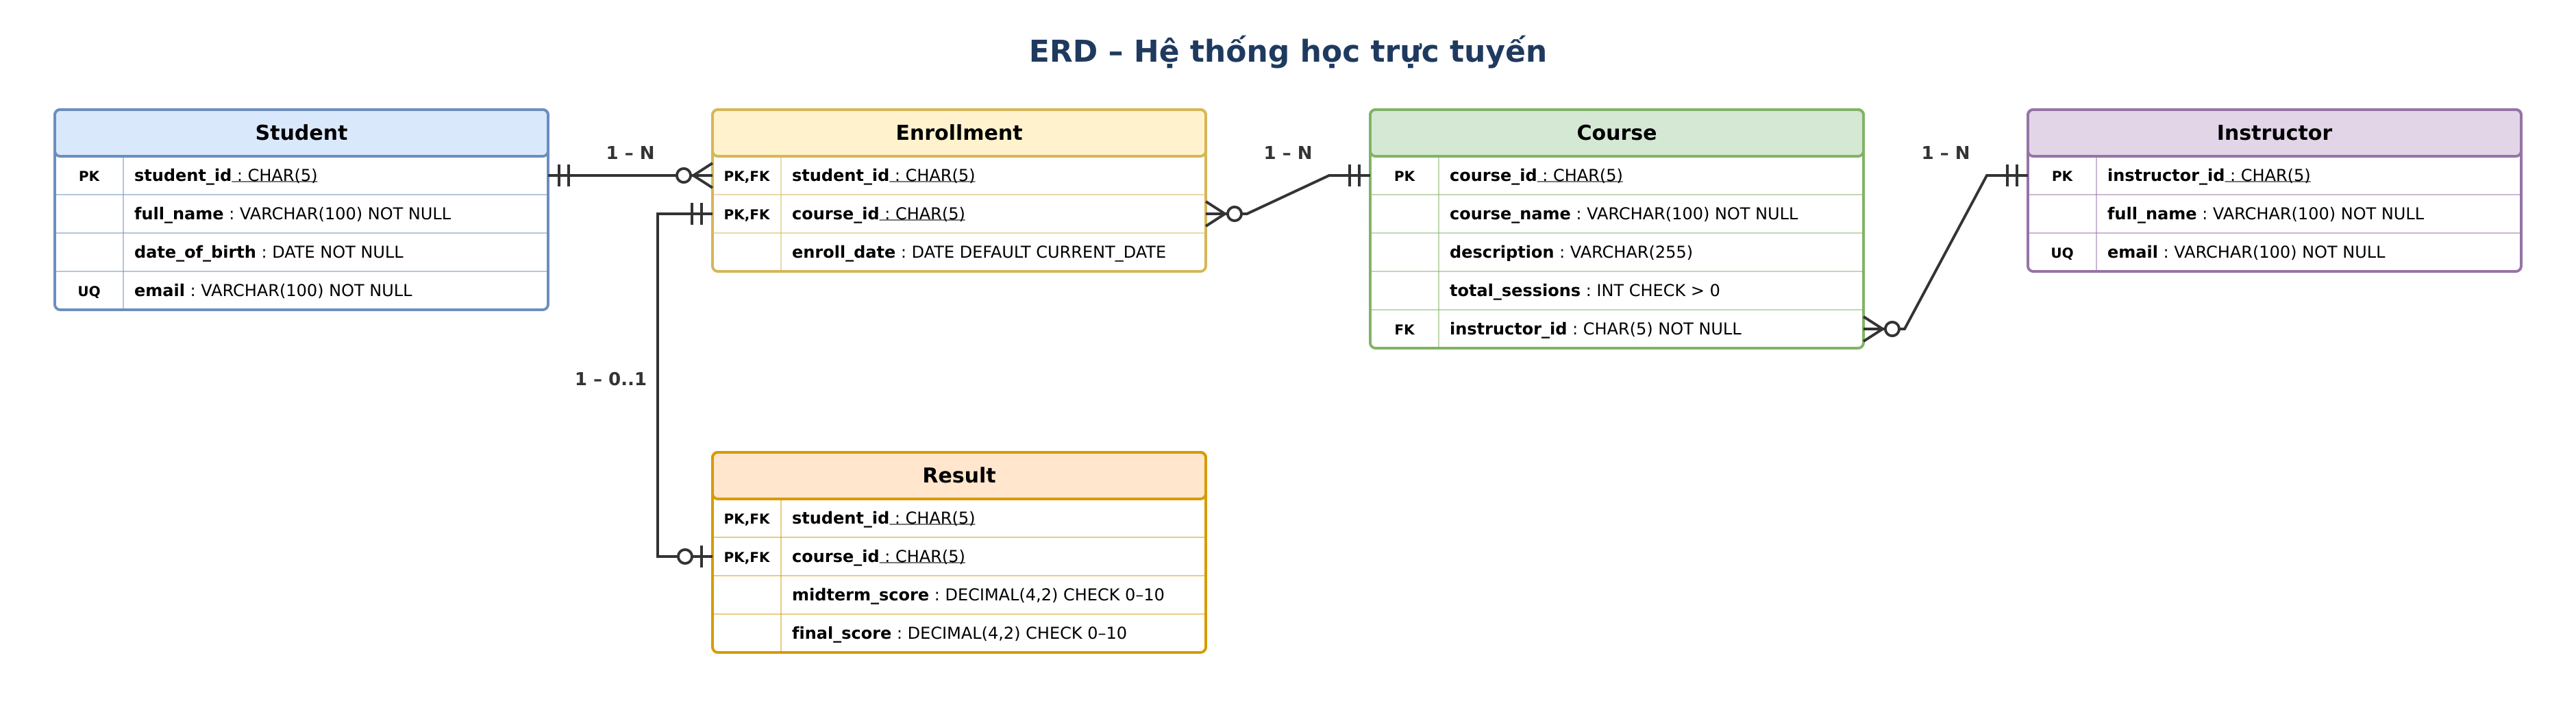 ERD – Hệ thống học trực tuyến
Student
PK student_id : CHAR(5)
full_name : VARCHAR(100) NOT NULL
date_of_birth : DATE NOT NULL
UQ email : VARCHAR(100) NOT NULL
1 – N
Enrollment
PK,FK student_id : CHAR(5)
PK,FK course_id : CHAR(5)
enroll_date : DATE DEFAULT CURRENT_DATE
1 – N
Course
PK course_id : CHAR(5)
course_name : VARCHAR(100) NOT NULL
description : VARCHAR(255)
total_sessions : INT CHECK > 0
FK instructor_id : CHAR(5) NOT NULL
1 – N
Instructor
PK instructor_id : CHAR(5)
full_name : VARCHAR(100) NOT NULL
UQ email : VARCHAR(100) NOT NULL
1 – 0..1
Result
PK,FK student_id : CHAR(5)
PK,FK course_id : CHAR(5)
midterm_score : DECIMAL(4,2) CHECK 0–10
final_score : DECIMAL(4,2) CHECK 0–10